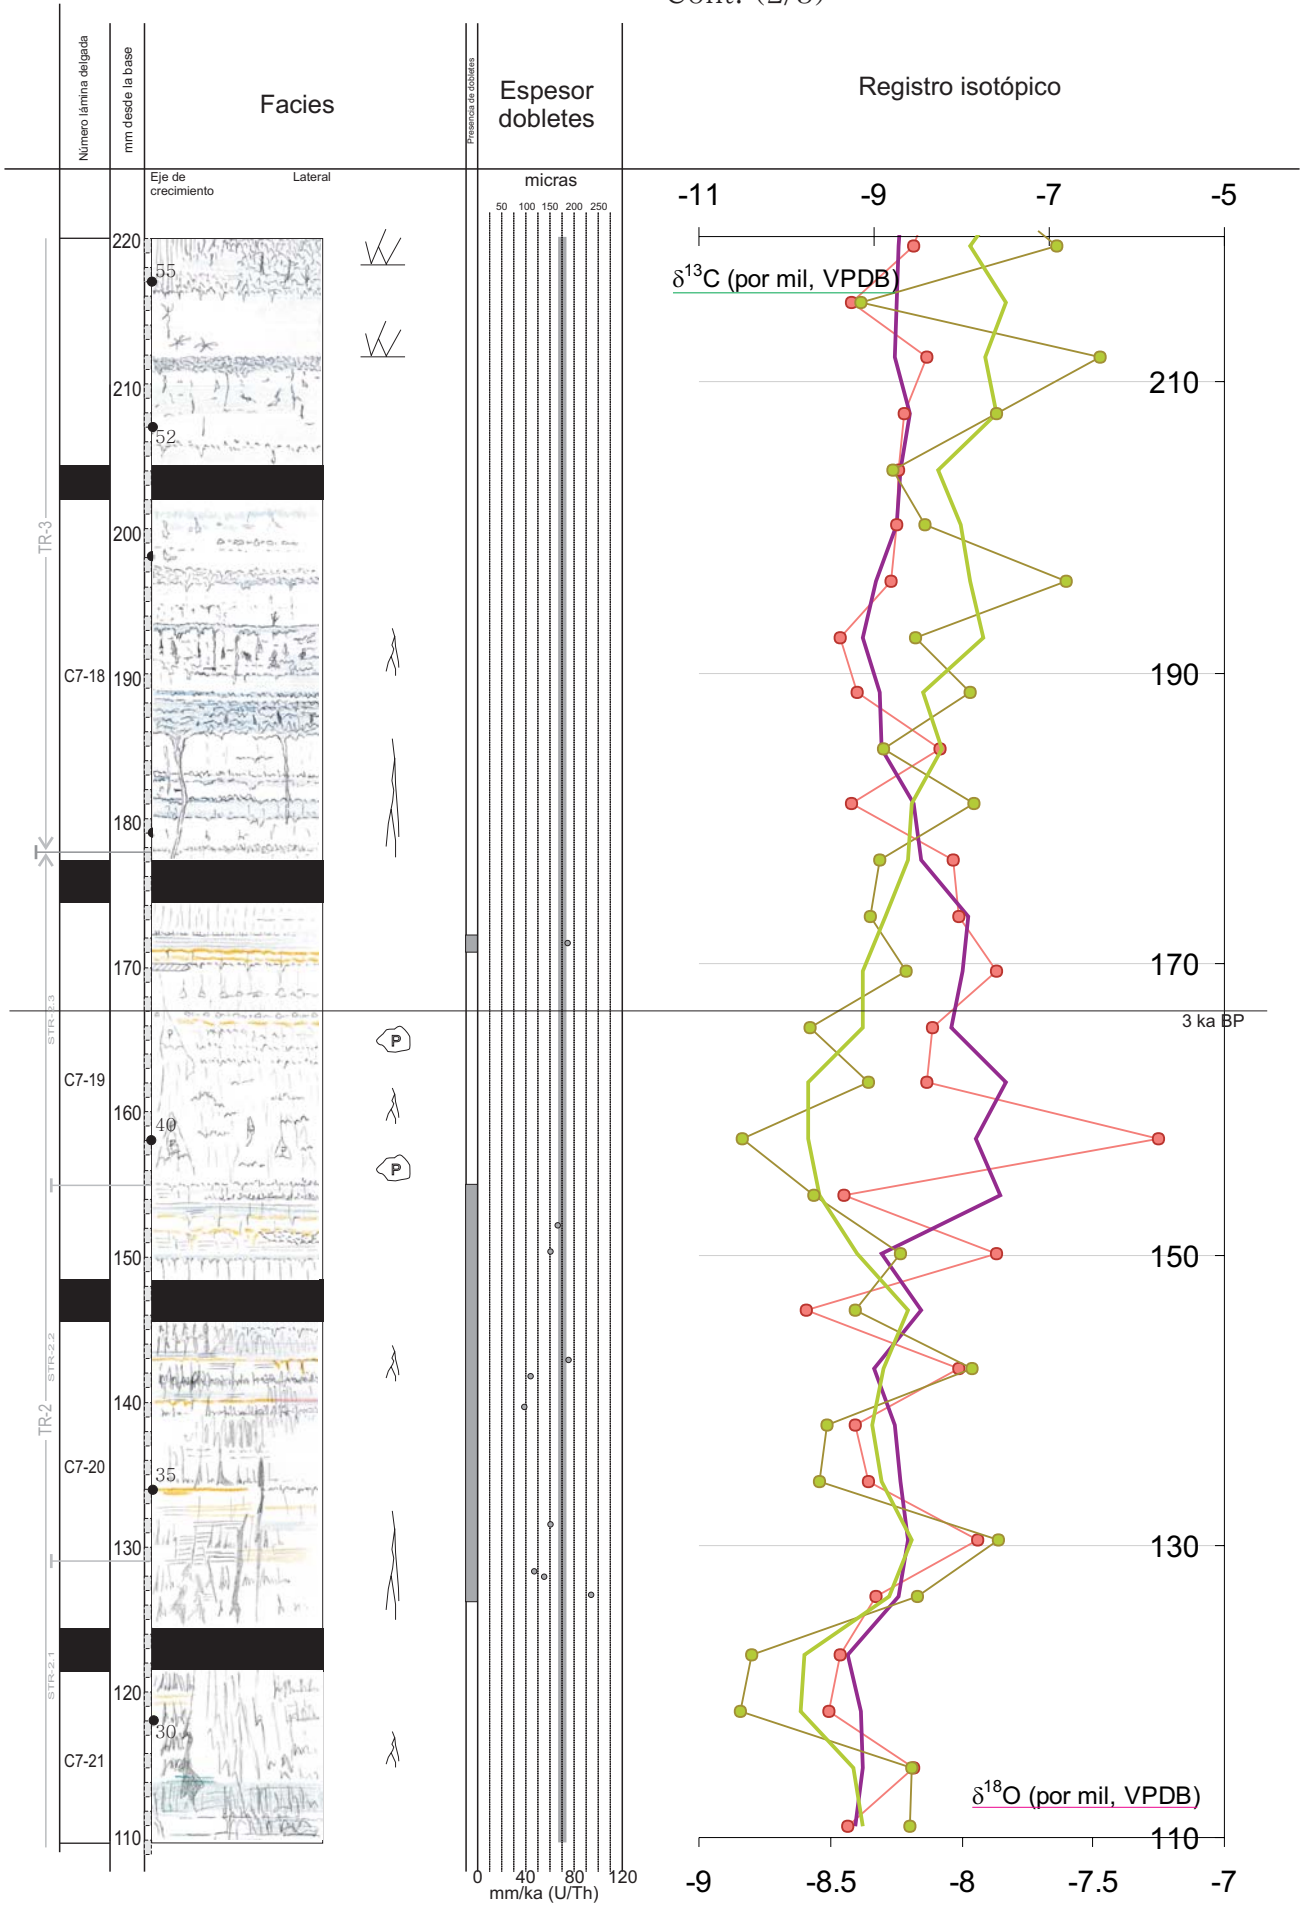 Número lámina delgada
mm desde la base
Facies
Presencia de dobletes
Espesor
dobletes
Registro isotópico
Eje de
crecimiento
Lateral
micras
50 100 150 200 250
-11 -9 -7 -5
δ13C (por mil, VPDB)
220
55
210
210
52
TR-3
200
C7-18
190
190
180
170
170
3 ka BP
STR-2.3
C7-19
P
160
40
P
150
150
STR-2.2
TR-2
140
C7-20
35
130
130
STR-2.1
120
30
C7-21
δ18O (por mil, VPDB)
110
110
0 40 80 120
mm/ka (U/Th)
-9 -8.5 -8 -7.5 -7